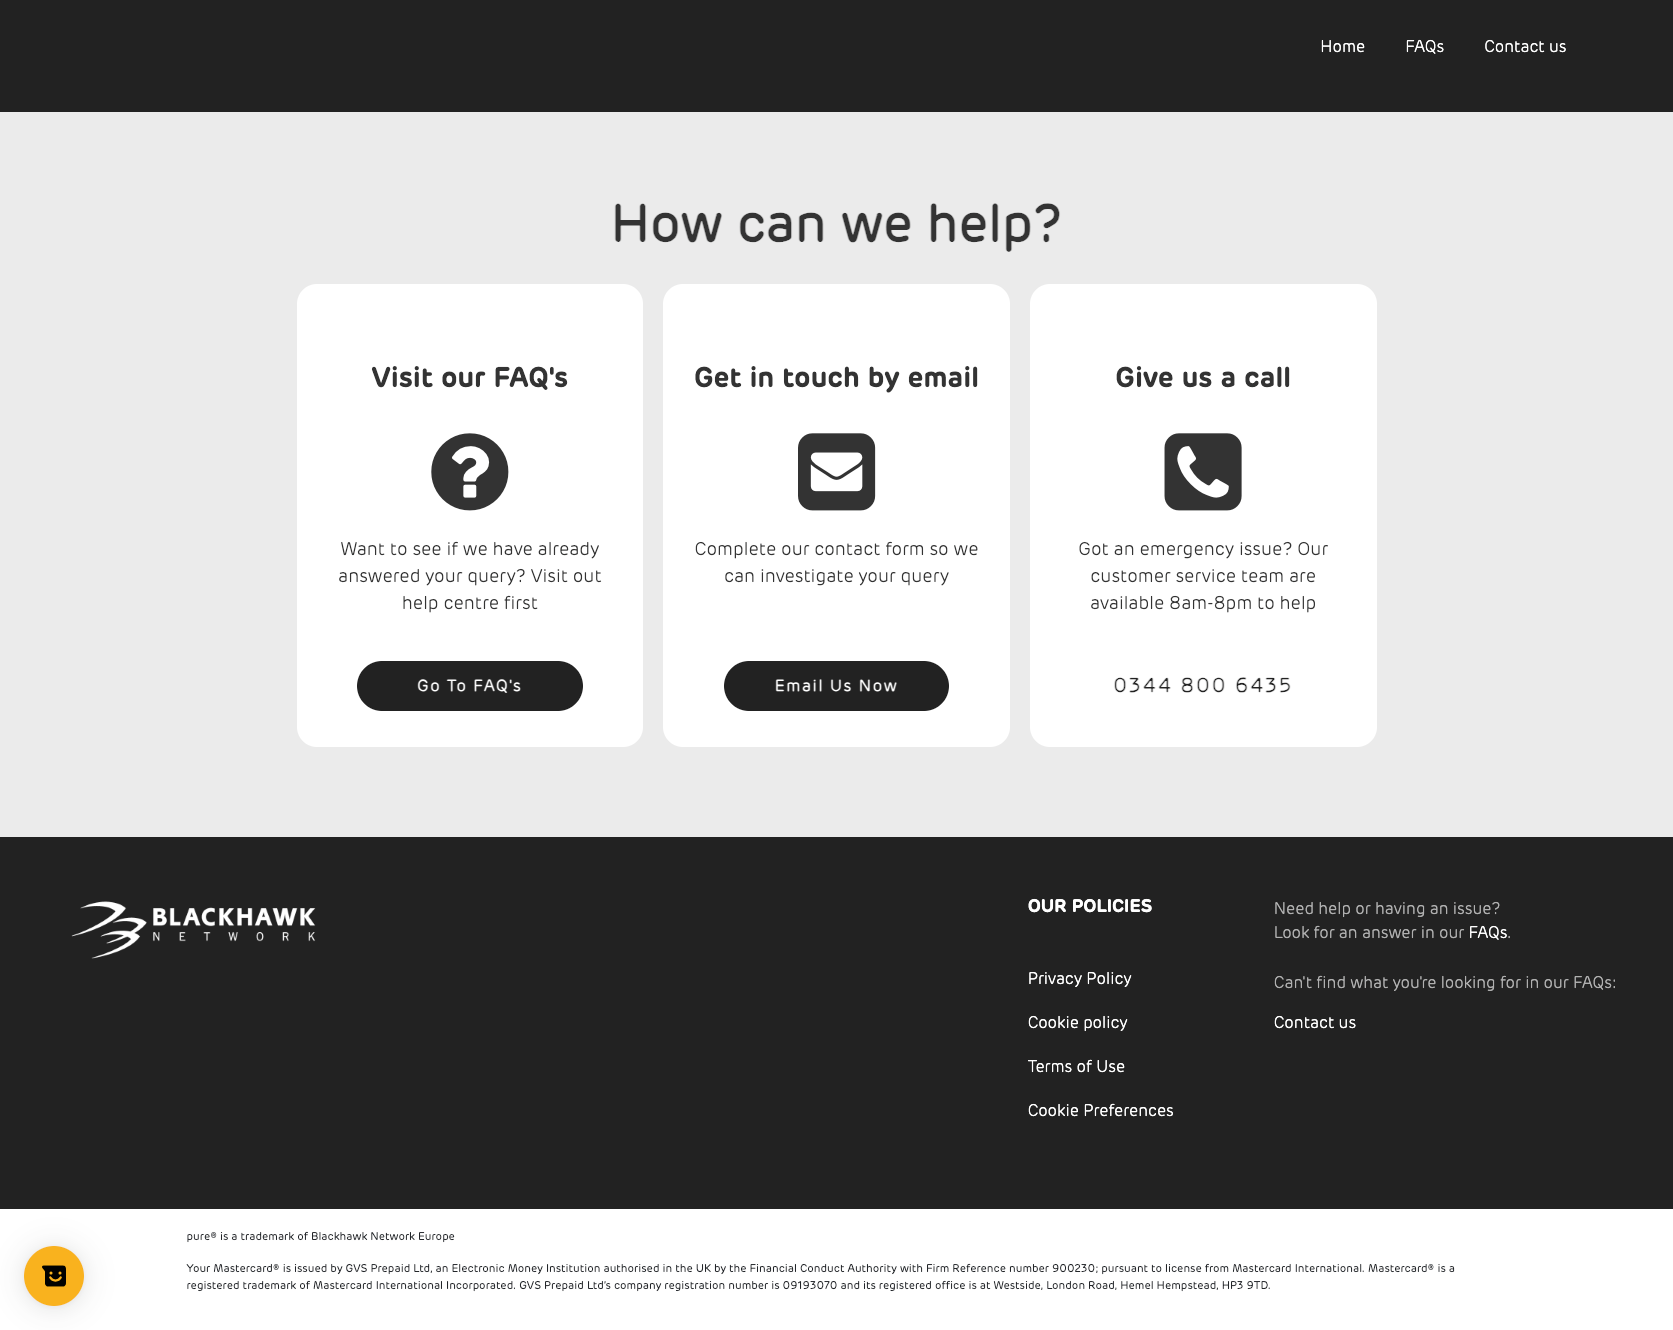 Home
FAQs
Contact us
How can we help?
Visit our FAQ's
Want to see if we have already
answered your query? Visit out
help centre first
Go To FAQ's
Get in touch by email
Complete our contact form so we
can investigate your query
Email Us Now
Give us a call
Got an emergency issue? Our
customer service team are
available 8am-8pm to help
0344 800 6435
BLACKHAWK
NETWORK
OUR POLICIES
Privacy Policy
Cookie policy
Terms of Use
Cookie Preferences
Need help or having an issue?
Look for an answer in our FAQs.
Can't find what you're looking for in our FAQs:
Contact us
pure® is a trademark of Blackhawk Network Europe
Your Mastercard® is issued by GVS Prepaid Ltd, an Electronic Money Institution authorised in the UK by the Financial Conduct Authority with Firm Reference number 900230; pursuant to license from Mastercard International. Mastercard® is a
registered trademark of Mastercard International Incorporated. GVS Prepaid Ltd's company registration number is 09193070 and its registered office is at Westside, London Road, Hemel Hempstead, HP3 9TD.